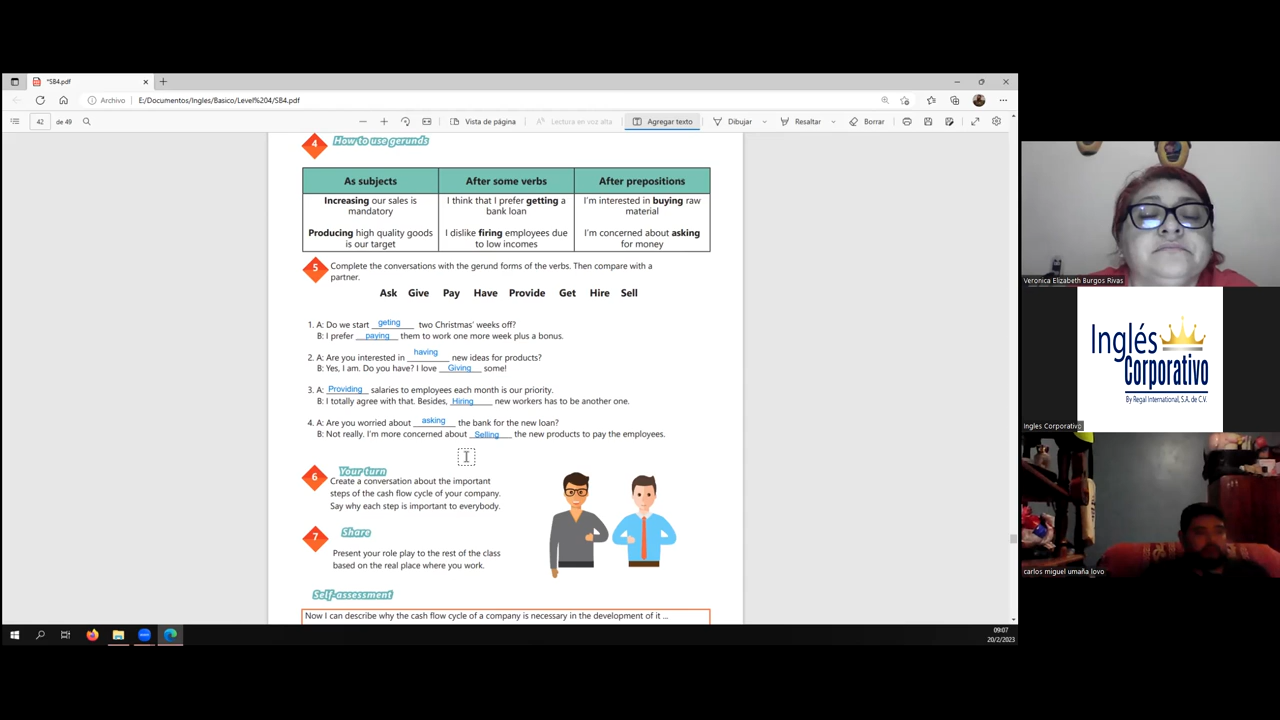 *SB4.pdf
Archivo
E:/Documentos/Ingles/Basico/Level%204/SB4.pdf
42
de 49
Vista de página
Lectura en voz alta
Agregar texto
Dibujar
Resaltar
Borrar
4
How to use gerunds
As subjects
After some verbs
After prepositions
Increasing our sales is mandatory
I think that I prefer getting a bank loan
I'm interested in buying raw material
Producing high quality goods is our target
I dislike firing employees due to low incomes
I'm concerned about asking for money
5
Complete the conversations with the gerund forms of the verbs. Then compare with a
partner.
Ask Give Pay Have Provide Get Hire Sell
1. A: Do we start geting two Christmas' weeks off?
B: I prefer paying them to work one more week plus a bonus.
2. A: Are you interested in having new ideas for products?
B: Yes, I am. Do you have? I love Giving some!
3. A: Providing salaries to employees each month is our priority.
B: I totally agree with that. Besides, Hiring new workers has to be another one.
4. A: Are you worried about asking the bank for the new loan?
B: Not really. I'm more concerned about Selling the new products to pay the employees.
6
Your turn
Create a conversation about the important
steps of the cash flow cycle of your company.
Say why each step is important to everybody.
7
Share
Present your role play to the rest of the class
based on the real place where you work.
Self-assessment
Now I can describe why the cash flow cycle of a company is necessary in the development of it ...
09:07
20/2/2023
Veronica Elizabeth Burgos Rivas
Inglés
Corporativo
By Regal International, S.A. de C.V.
Ingles Corporativo
carlos miguel umaña lovo